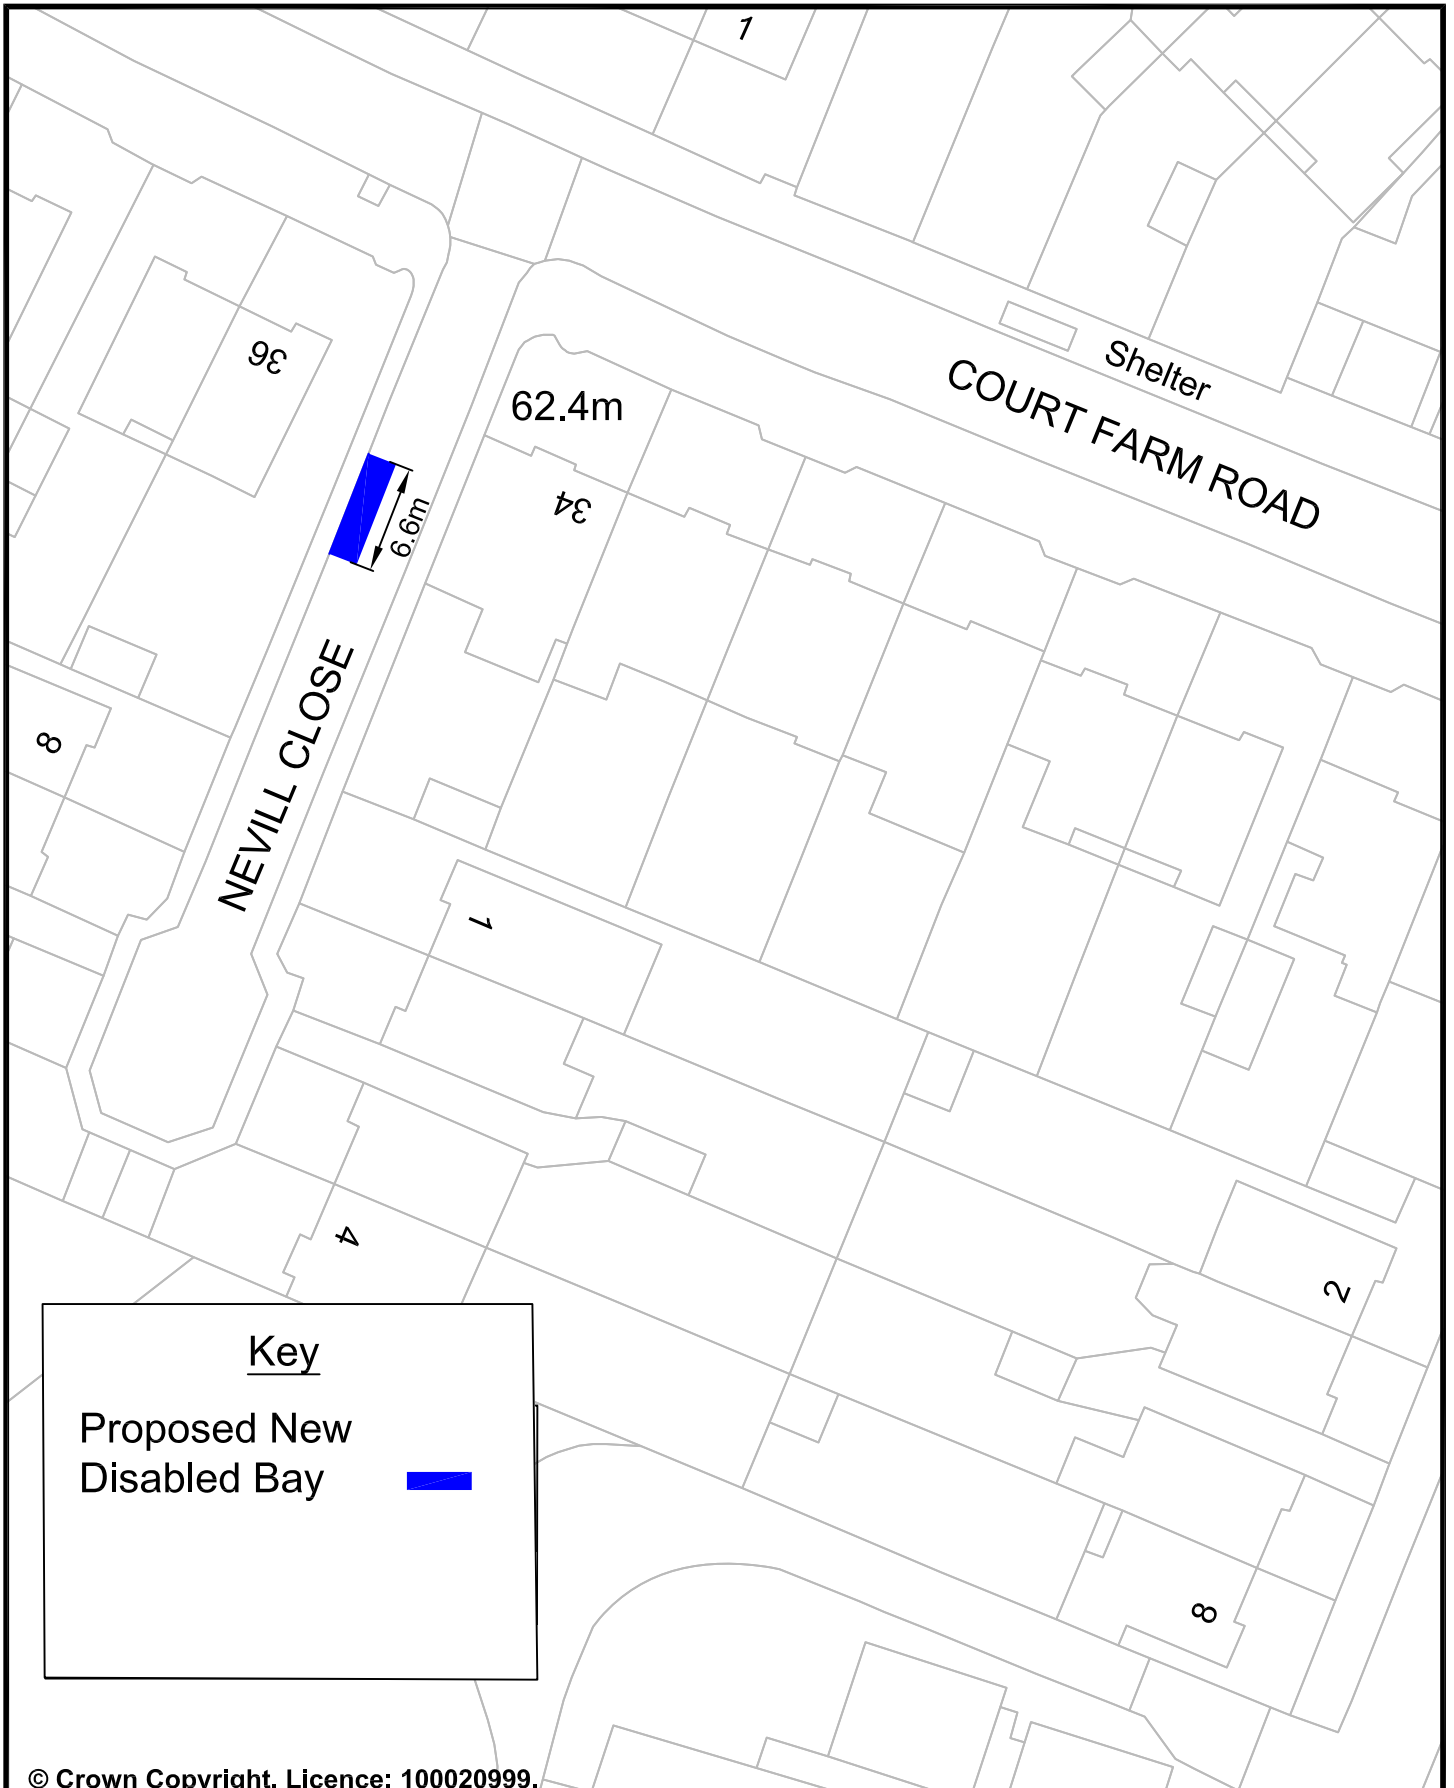 1
36
Shelter
62.4m
COURT FARM ROAD
34
6.6m
NEVILL CLOSE
8
1
4
2
Key
Proposed New
Disabled Bay
8
© Crown Copyright. Licence: 100020999.